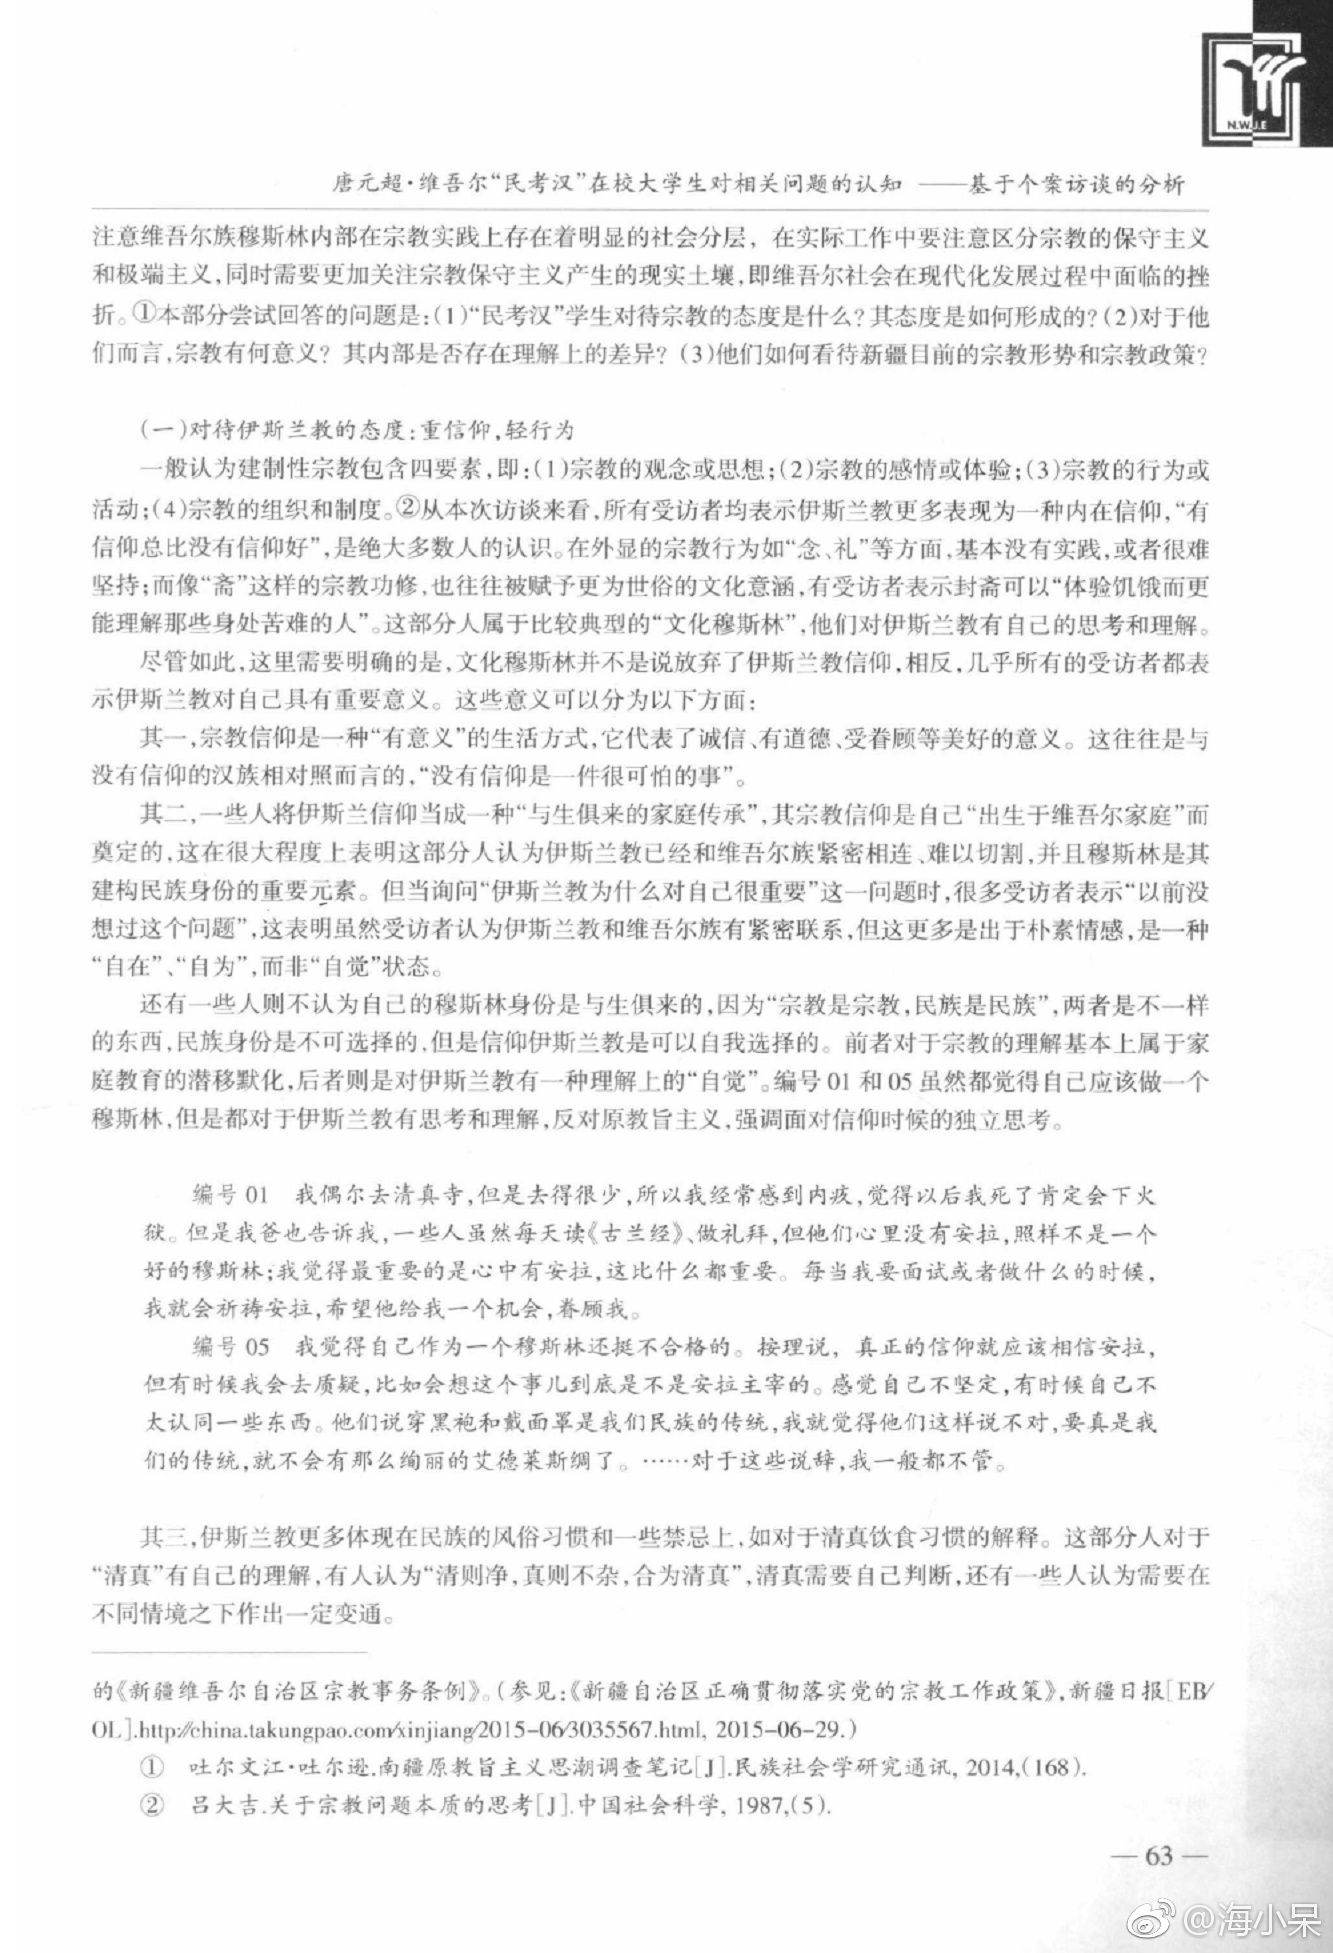 N.W.J.E
唐元超·维吾尔“民考汉”在校大学生对相关问题的认知 ——基于个案访谈的分析
注意维吾尔族穆斯林内部在宗教实践上存在着明显的社会分层，在实际工作中要注意区分宗教的保守主义
和极端主义,同时需要更加关注宗教保守主义产生的现实土壤,即维吾尔社会在现代化发展过程中面临的挫
折。①本部分尝试回答的问题是:(1)“民考汉”学生对待宗教的态度是什么?其态度是如何形成的?(2)对于他
们而言,宗教有何意义? 其内部是否存在理解上的差异? (3)他们如何看待新疆目前的宗教形势和宗教政策?
(一)对待伊斯兰教的态度:重信仰,轻行为
一般认为建制性宗教包含四要素,即:(1)宗教的观念或思想;(2)宗教的感情或体验;(3)宗教的行为或
活动;(4)宗教的组织和制度。②从本次访谈来看,所有受访者均表示伊斯兰教更多表现为一种内在信仰,“有
信仰总比没有信仰好”,是绝大多数人的认识。在外显的宗教行为如“念、礼”等方面,基本没有实践,或者很难
坚持;而像“斋”这样的宗教功修,也往往被赋予更为世俗的文化意涵,有受访者表示封斋可以“体验饥饿而更
能理解那些身处苦难的人”。这部分人属于比较典型的“文化穆斯林”,他们对伊斯兰教有自己的思考和理解。
尽管如此,这里需要明确的是,文化穆斯林并不是说放弃了伊斯兰教信仰,相反,几乎所有的受访者都表
示伊斯兰教对自己具有重要意义。这些意义可以分为以下方面:
其一,宗教信仰是一种“有意义”的生活方式,它代表了诚信、有道德、受眷顾等美好的意义。这往往是与
没有信仰的汉族相对照而言的,“没有信仰是一件很可怕的事”。
其二,一些人将伊斯兰信仰当成一种“与生俱来的家庭传承”,其宗教信仰是自己“出生于维吾尔家庭”而
奠定的,这在很大程度上表明这部分人认为伊斯兰教已经和维吾尔族紧密相连、难以切割,并且穆斯林是其
建构民族身份的重要元素。但当询问“伊斯兰教为什么对自己很重要”这一问题时,很多受访者表示“以前没
想过这个问题”,这表明虽然受访者认为伊斯兰教和维吾尔族有紧密联系,但这更多是出于朴素情感,是一种
“自在”、“自为”,而非“自觉”状态。
还有一些人则不认为自己的穆斯林身份是与生俱来的,因为“宗教是宗教,民族是民族”,两者是不一样
的东西,民族身份是不可选择的,但是信仰伊斯兰教是可以自我选择的。前者对于宗教的理解基本上属于家
庭教育的潜移默化,后者则是对伊斯兰教有一种理解上的“自觉”。编号 01 和 05 虽然都觉得自己应该做一个
穆斯林,但是都对于伊斯兰教有思考和理解,反对原教旨主义,强调面对信仰时候的独立思考。
编号 01 我偶尔去清真寺,但是去得很少,所以我经常感到内疚,觉得以后我死了肯定会下火
狱。但是我爸也告诉我,一些人虽然每天读《古兰经》、做礼拜,但他们心里没有安拉,照样不是一个
好的穆斯林;我觉得最重要的是心中有安拉,这比什么都重要。每当我要面试或者做什么的时候,
我就会祈祷安拉,希望他给我一个机会,眷顾我。
编号 05 我觉得自己作为一个穆斯林还挺不合格的。按理说，真正的信仰就应该相信安拉,
但有时候我会去质疑,比如会想这个事儿到底是不是安拉主宰的。感觉自己不坚定,有时候自己不
太认同一些东西。他们说穿黑袍和戴面罩是我们民族的传统,我就觉得他们这样说不对,要真是我
们的传统,就不会有那么绚丽的艾德莱斯绸了。……对于这些说辞,我一般都不管。
其三,伊斯兰教更多体现在民族的风俗习惯和一些禁忌上,如对于清真饮食习惯的解释。这部分人对于
“清真”有自己的理解,有人认为“清则净,真则不杂,合为清真”,清真需要自己判断,还有一些人认为需要在
不同情境之下作出一定变通。
的《新疆维吾尔自治区宗教事务条例》。(参见:《新疆自治区正确贯彻落实党的宗教工作政策》,新疆日报[EB/
OL].http://china.takungpao.com/xinjiang/2015-06/3035567.html, 2015-06-29.)
① 吐尔文江·吐尔逊.南疆原教旨主义思潮调查笔记[J].民族社会学研究通讯, 2014,(168).
② 吕大吉.关于宗教问题本质的思考[J].中国社会科学, 1987,(5).
— 63 —
@海小呆